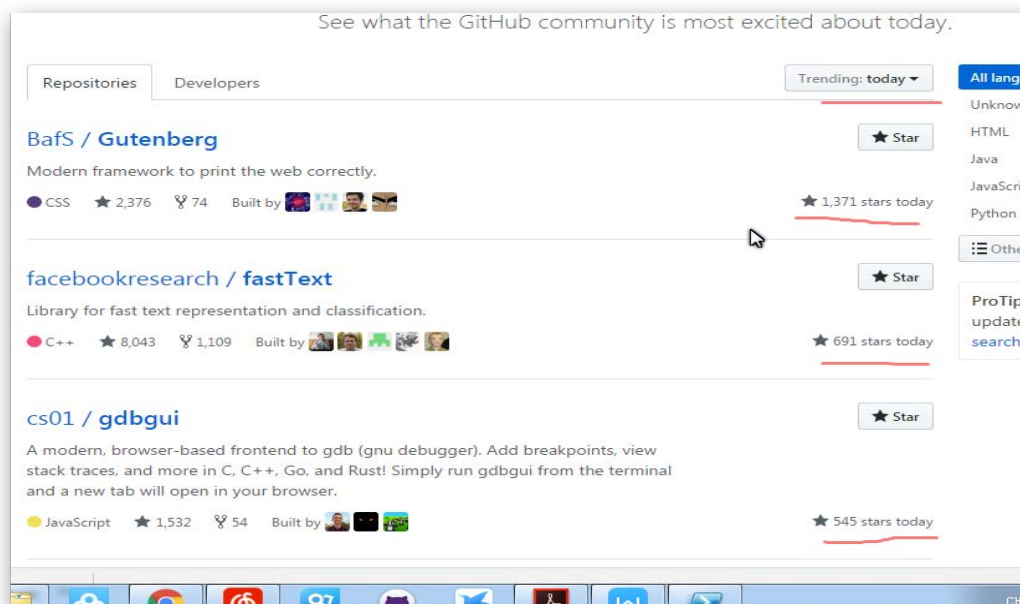 See what the GitHub community is most excited about today.
Repositories
Developers
Trending: today
All lang
Unknow
HTML
Java
JavaScri
Python
Othe
ProTip
update
search
BafS / Gutenberg
Star
Modern framework to print the web correctly.
CSS 2,376 74 Built by
1,371 stars today
facebookresearch / fastText
Star
Library for fast text representation and classification.
C++ 8,043 1,109 Built by
691 stars today
cs01 / gdbgui
Star
A modern, browser-based frontend to gdb (gnu debugger). Add breakpoints, view
stack traces, and more in C, C++, Go, and Rust! Simply run gdbgui from the terminal
and a new tab will open in your browser.
JavaScript 1,532 54 Built by
545 stars today